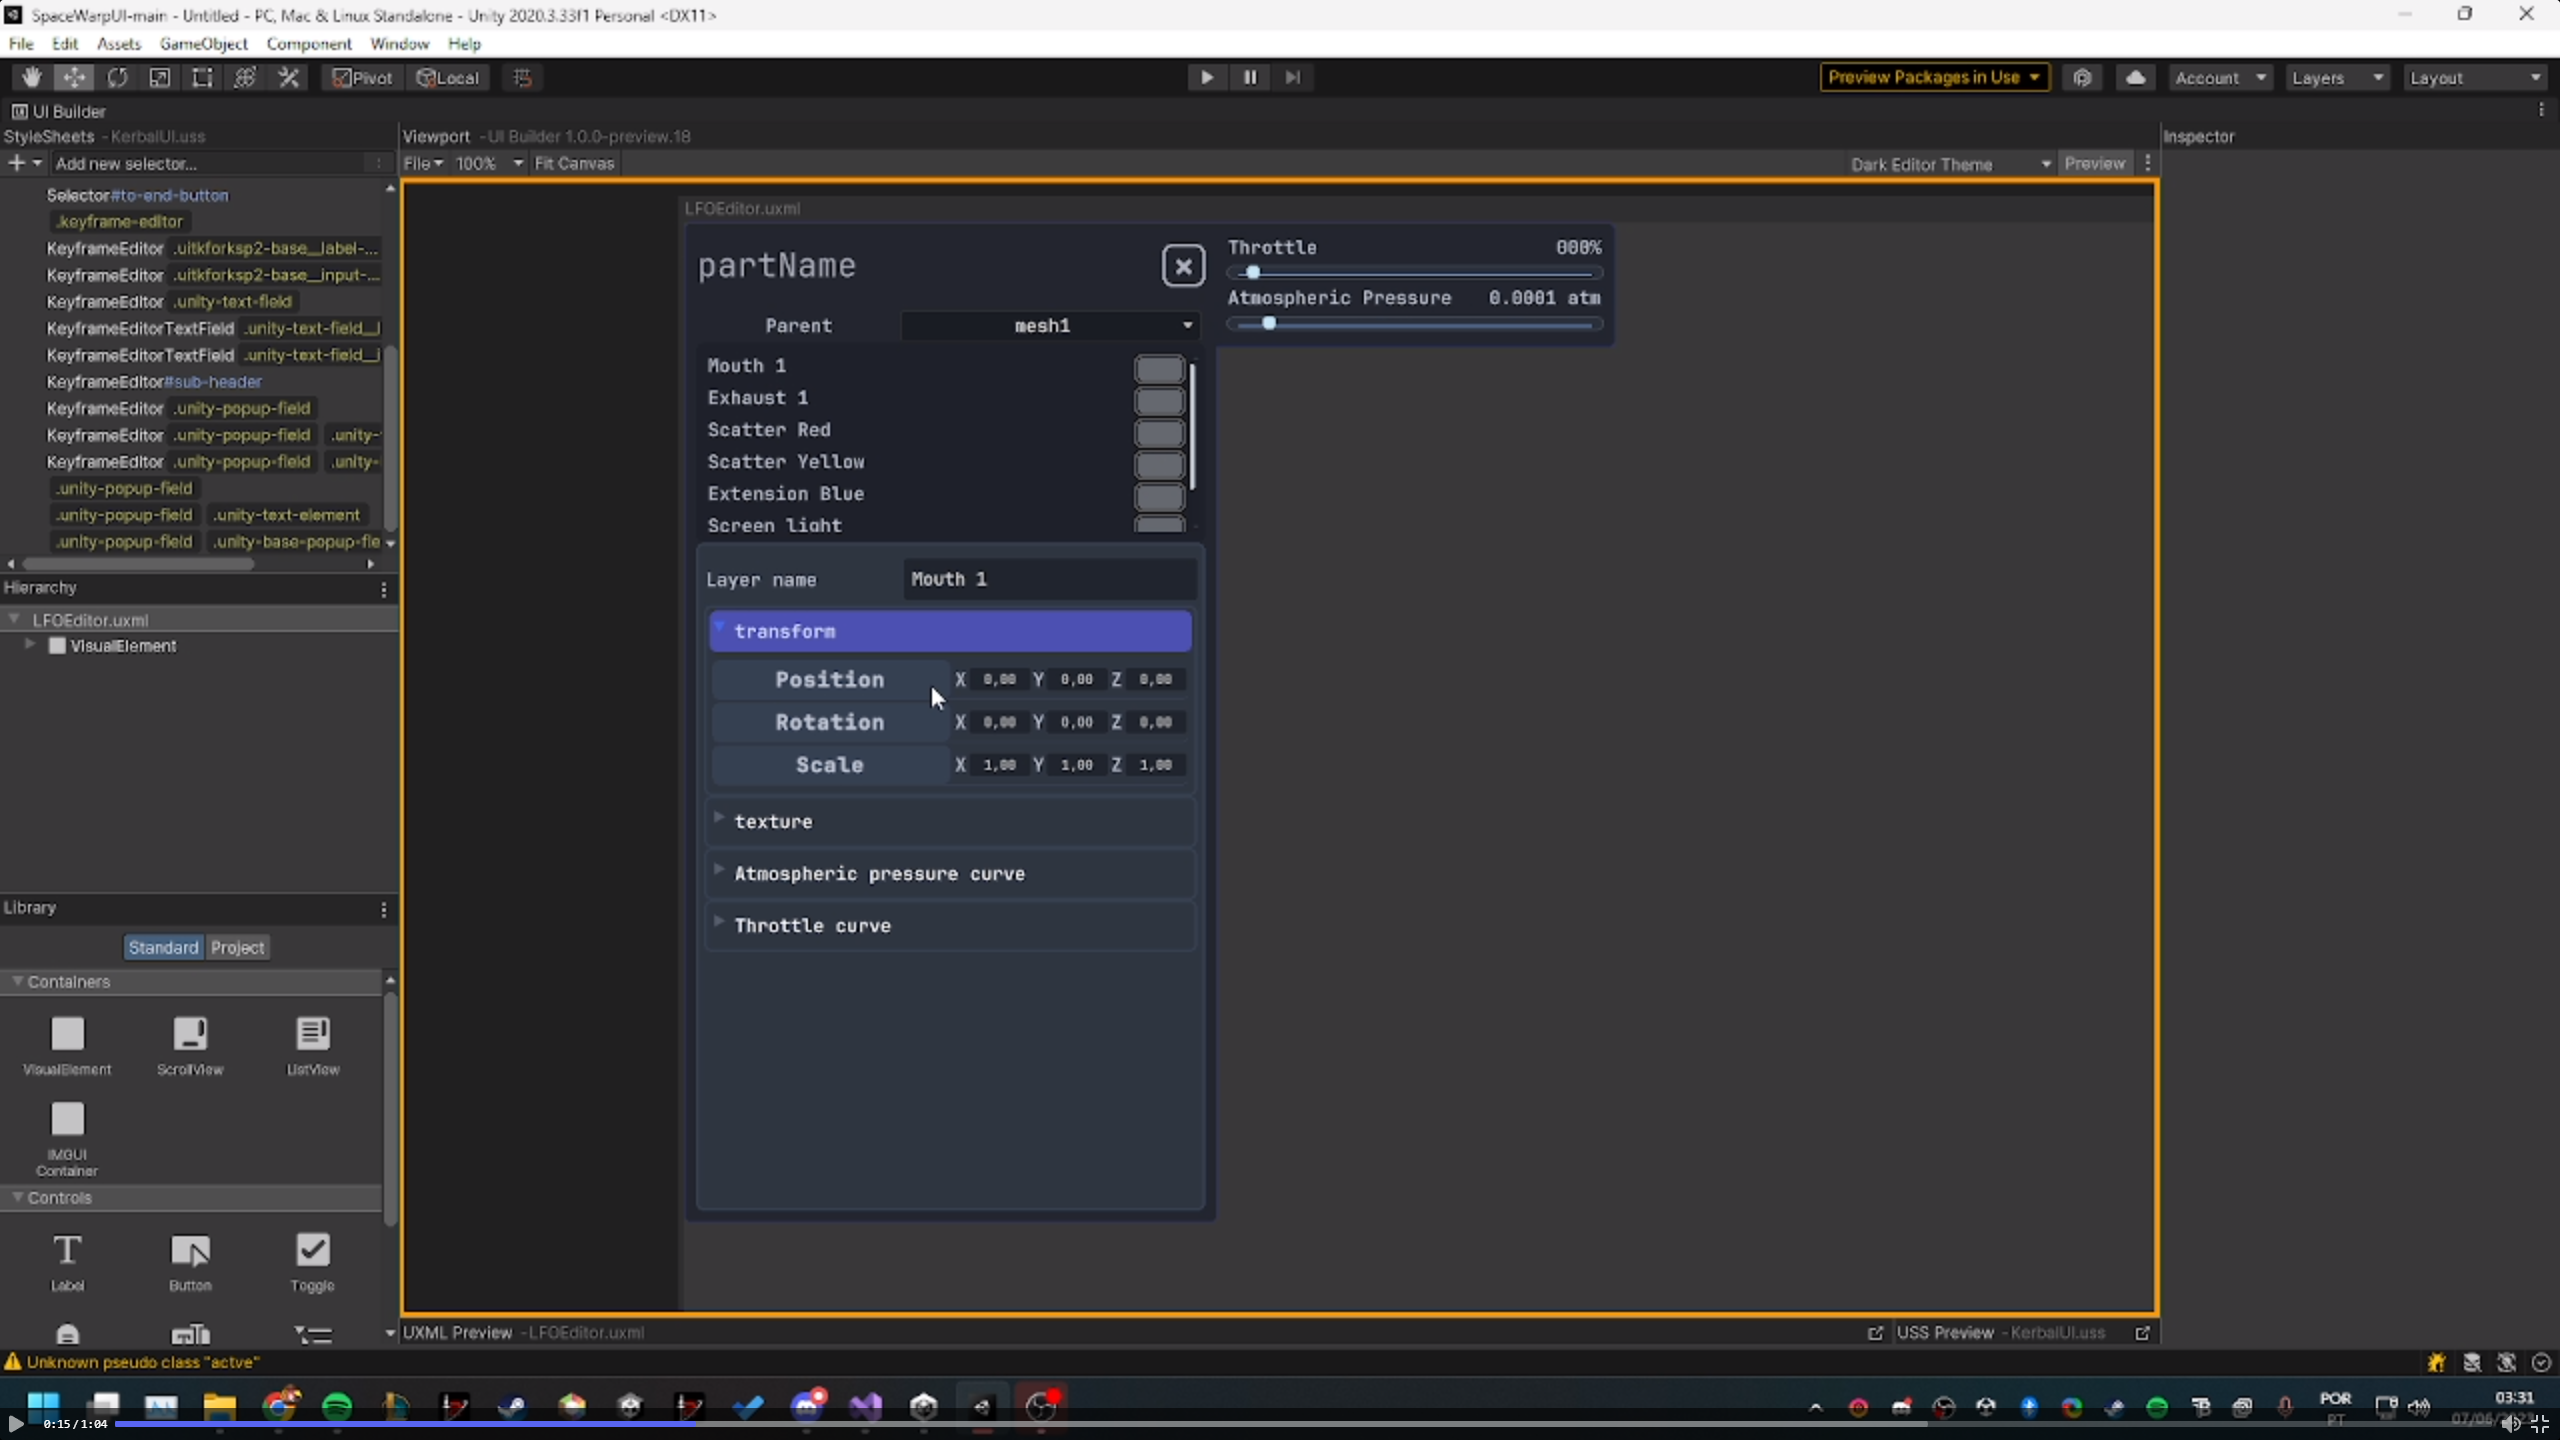 SpaceWarpUI-main - Untitled - PC, Mac & Linux Standalone - Unity 2020.3.33f1 Personal <DX11>
File Edit Assets GameObject Component Window Help
Pivot Local Preview Packages in Use Account Layers Layout
UI Builder
StyleSheets - KerbalUI.uss
Viewport - UI Builder 1.0.0-preview.18
Inspector
Add new selector...
File 100% Fit Canvas Dark Editor Theme Preview
Selector#to-end-button
.keyframe-editor
KeyframeEditor .uitkforksp2-base__label-...
KeyframeEditor .uitkforksp2-base__input-...
KeyframeEditor .unity-text-field
KeyframeEditorTextField .unity-text-field__l
KeyframeEditorTextField .unity-text-field__i
KeyframeEditor#sub-header
KeyframeEditor .unity-popup-field
KeyframeEditor .unity-popup-field .unity-
KeyframeEditor .unity-popup-field .unity-
.unity-popup-field
.unity-popup-field .unity-text-element
.unity-popup-field .unity-base-popup-fie
Hierarchy
LFOEditor.uxml
VisualElement
Library
Standard Project
Containers
VisualElement ScrollView ListView
IMGUI
Container
Controls
Label Button Toggle
LFOEditor.uxml
partName
Throttle 000%
Atmospheric Pressure 0.0001 atm
Parent mesh1
Mouth 1
Exhaust 1
Scatter Red
Scatter Yellow
Extension Blue
Screen light
Layer name Mouth 1
transform
Position X 0,00 Y 0,00 Z 0,00
Rotation X 0,00 Y 0,00 Z 0,00
Scale X 1,00 Y 1,00 Z 1,00
texture
Atmospheric pressure curve
Throttle curve
UXML Preview - LFOEditor.uxml
USS Preview - KerbalUI.uss
Unknown pseudo class "actve"
0:15 / 1:04
POR
PT
03:31